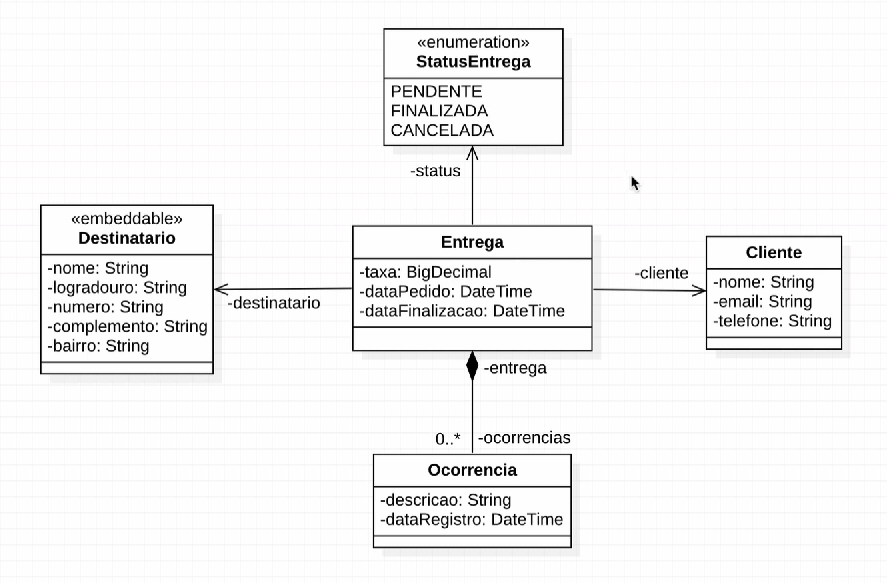 «enumeration»
StatusEntrega
PENDENTE
FINALIZADA
CANCELADA
-status
«embeddable»
Destinatario
-nome: String
-logradouro: String
-numero: String
-complemento: String
-bairro: String
-destinatario
Entrega
-taxa: BigDecimal
-dataPedido: DateTime
-dataFinalizacao: DateTime
-cliente
Cliente
-nome: String
-email: String
-telefone: String
-entrega
0..*
-ocorrencias
Ocorrencia
-descricao: String
-dataRegistro: DateTime